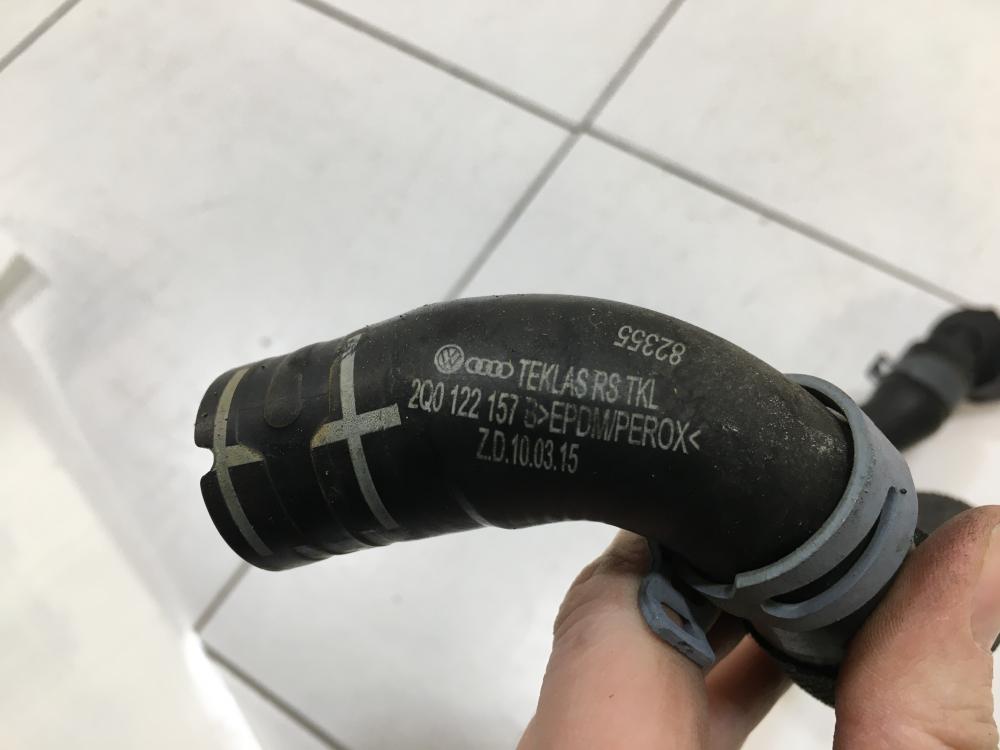 82355
TEKLAS RS TKL
2Q0 122 157 B>EPDM/PEROX<
Z.D.10.03.15